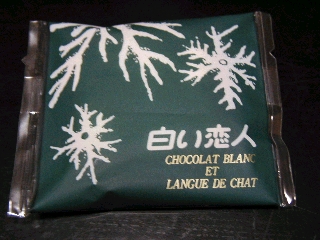 白い恋人
CHOCOLAT BLANC
ET
LANGUE DE CHAT